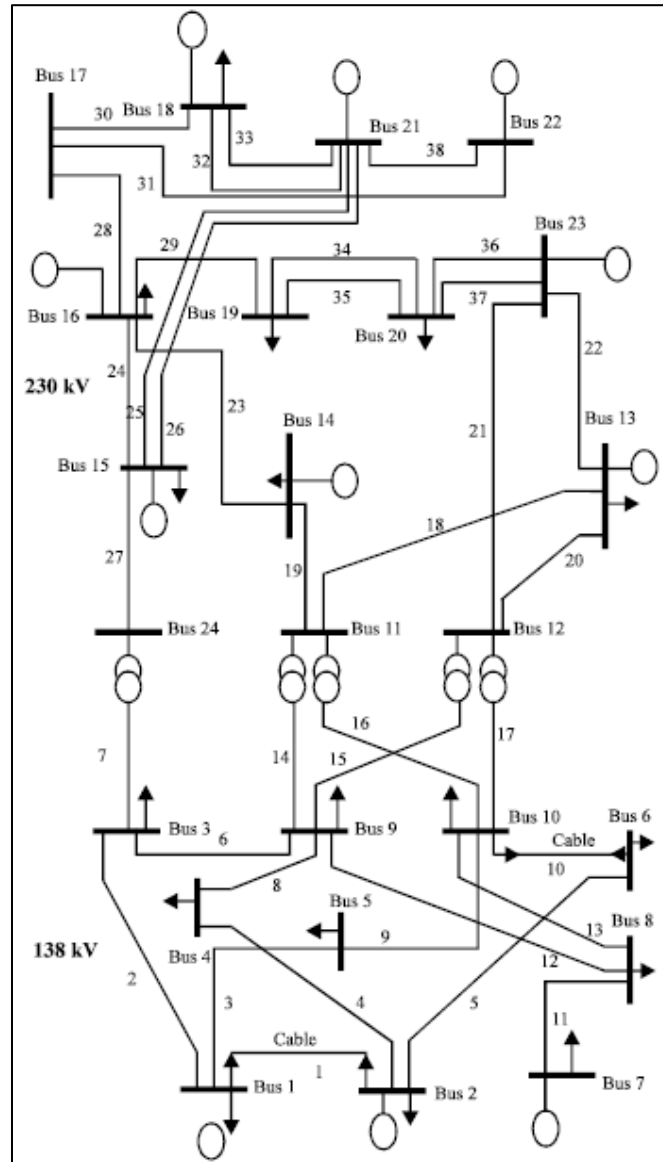 Bus 17
Bus 18
Bus 21
Bus 22
30
33
32
38
31
28
29
34
36
Bus 23
35
37
Bus 16
Bus 19
Bus 20
24
230 kV
25
26
23
22
21
Bus 14
Bus 13
Bus 15
18
20
27
19
Bus 24
Bus 11
Bus 12
16
7
14
15
17
Bus 3
Bus 9
Bus 10
Bus 6
6
Cable
10
8
Bus 5
Bus 8
13
138 kV
Bus 4
9
12
2
3
4
5
11
Cable
1
Bus 1
Bus 2
Bus 7